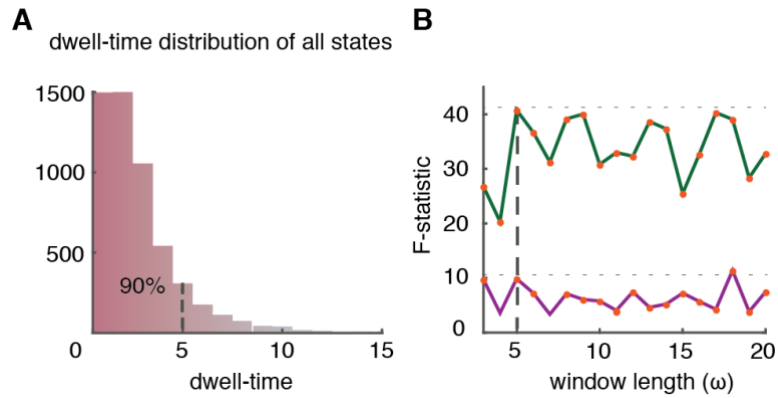 A
dwell-time distribution of all states
1500
1000
500
90%
0
5
10
15
dwell-time
B
40
30
20
10
0
F-statistic
5
10
15
20
window length (ω)